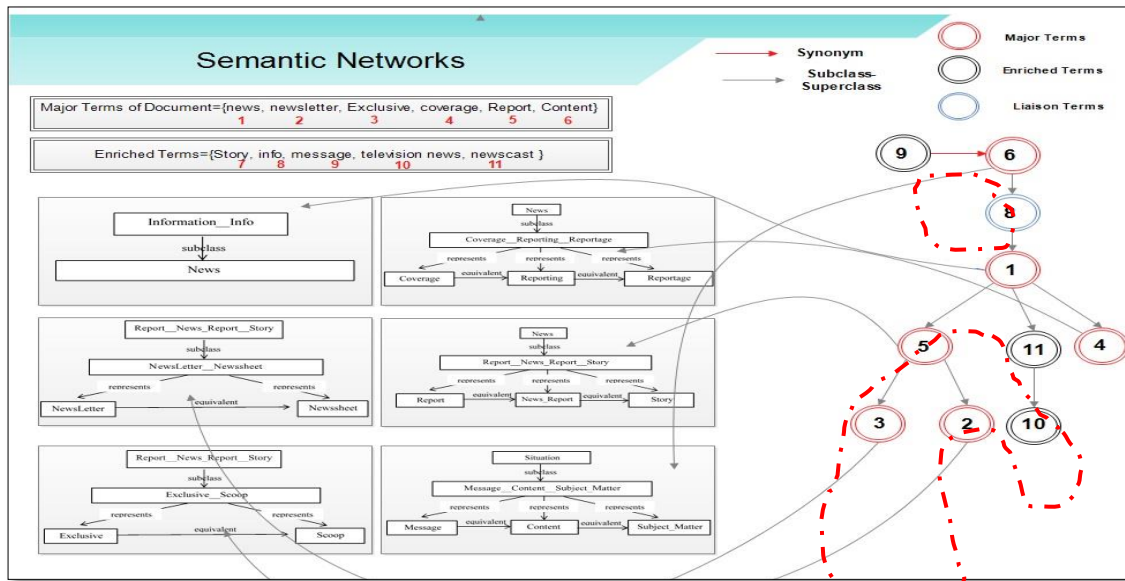 Semantic Networks
Synonym
Subclass-
Superclass
Major Terms
Enriched Terms
Liaison Terms
Major Terms of Document={news, newsletter, Exclusive, coverage, Report, Content}
1 2 3 4 5 6
Enriched Terms={Story, info, message, television news, newscast }
7 8 9 10 11
Information__Info
subclass
News
News
subclass
Coverage__Reporting__Reportage
represents represents represents
Coverage equivalent Reporting equivalent Reportage
Report__News_Report__Story
subclass
NewsLetter__Newssheet
represents represents
NewsLetter equivalent Newssheet
News
subclass
Report__News_Report__Story
represents represents represents
Report equivalent News_Report equivalent Story
Report__News_Report__Story
subclass
Exclusive__Scoop
represents represents
Exclusive equivalent Scoop
Situation
subclass
Message__Content__Subject_Matter
represents represents represents
Message equivalent Content equivalent Subject_Matter
9 6
8
1
5 11 4
3 2 10